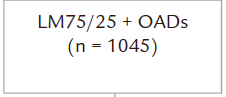 LM75/25 + OADs
(n = 1045)